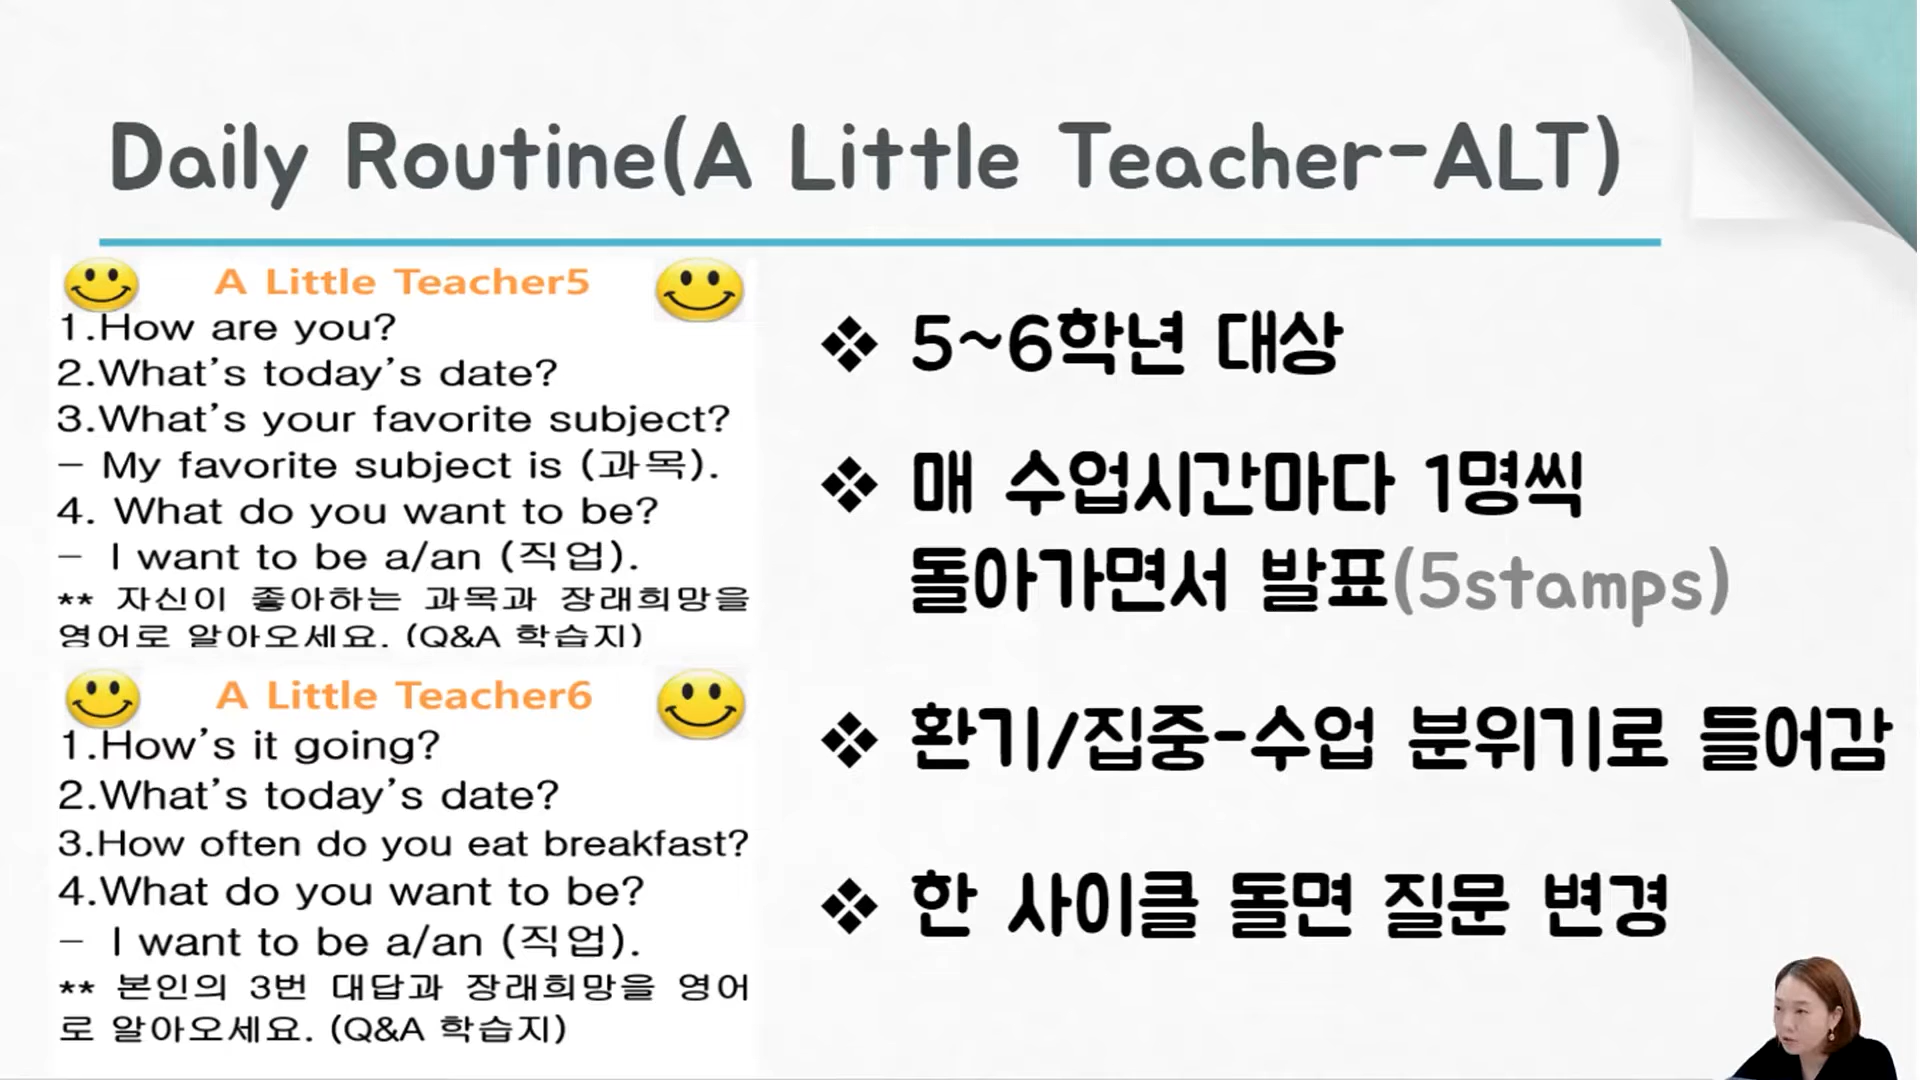 Daily Routine(A Little Teacher-ALT)
A Little Teacher5
1.How are you?
2.What's today's date?
3.What's your favorite subject?
- My favorite subject is (과목).
4. What do you want to be?
- I want to be a/an (직업).
** 자신이 좋아하는 과목과 장래희망을
영어로 알아오세요. (Q&A 학습지)
A Little Teacher6
1.How's it going?
2.What's today's date?
3.How often do you eat breakfast?
4.What do you want to be?
- I want to be a/an (직업).
** 본인의 3번 대답과 장래희망을 영어
로 알아오세요. (Q&A 학습지)
❖ 5~6학년 대상
❖ 매 수업시간마다 1명씩
돌아가면서 발표(5stamps)
❖ 환기/집중-수업 분위기로 들어감
❖ 한 사이클 돌면 질문 변경